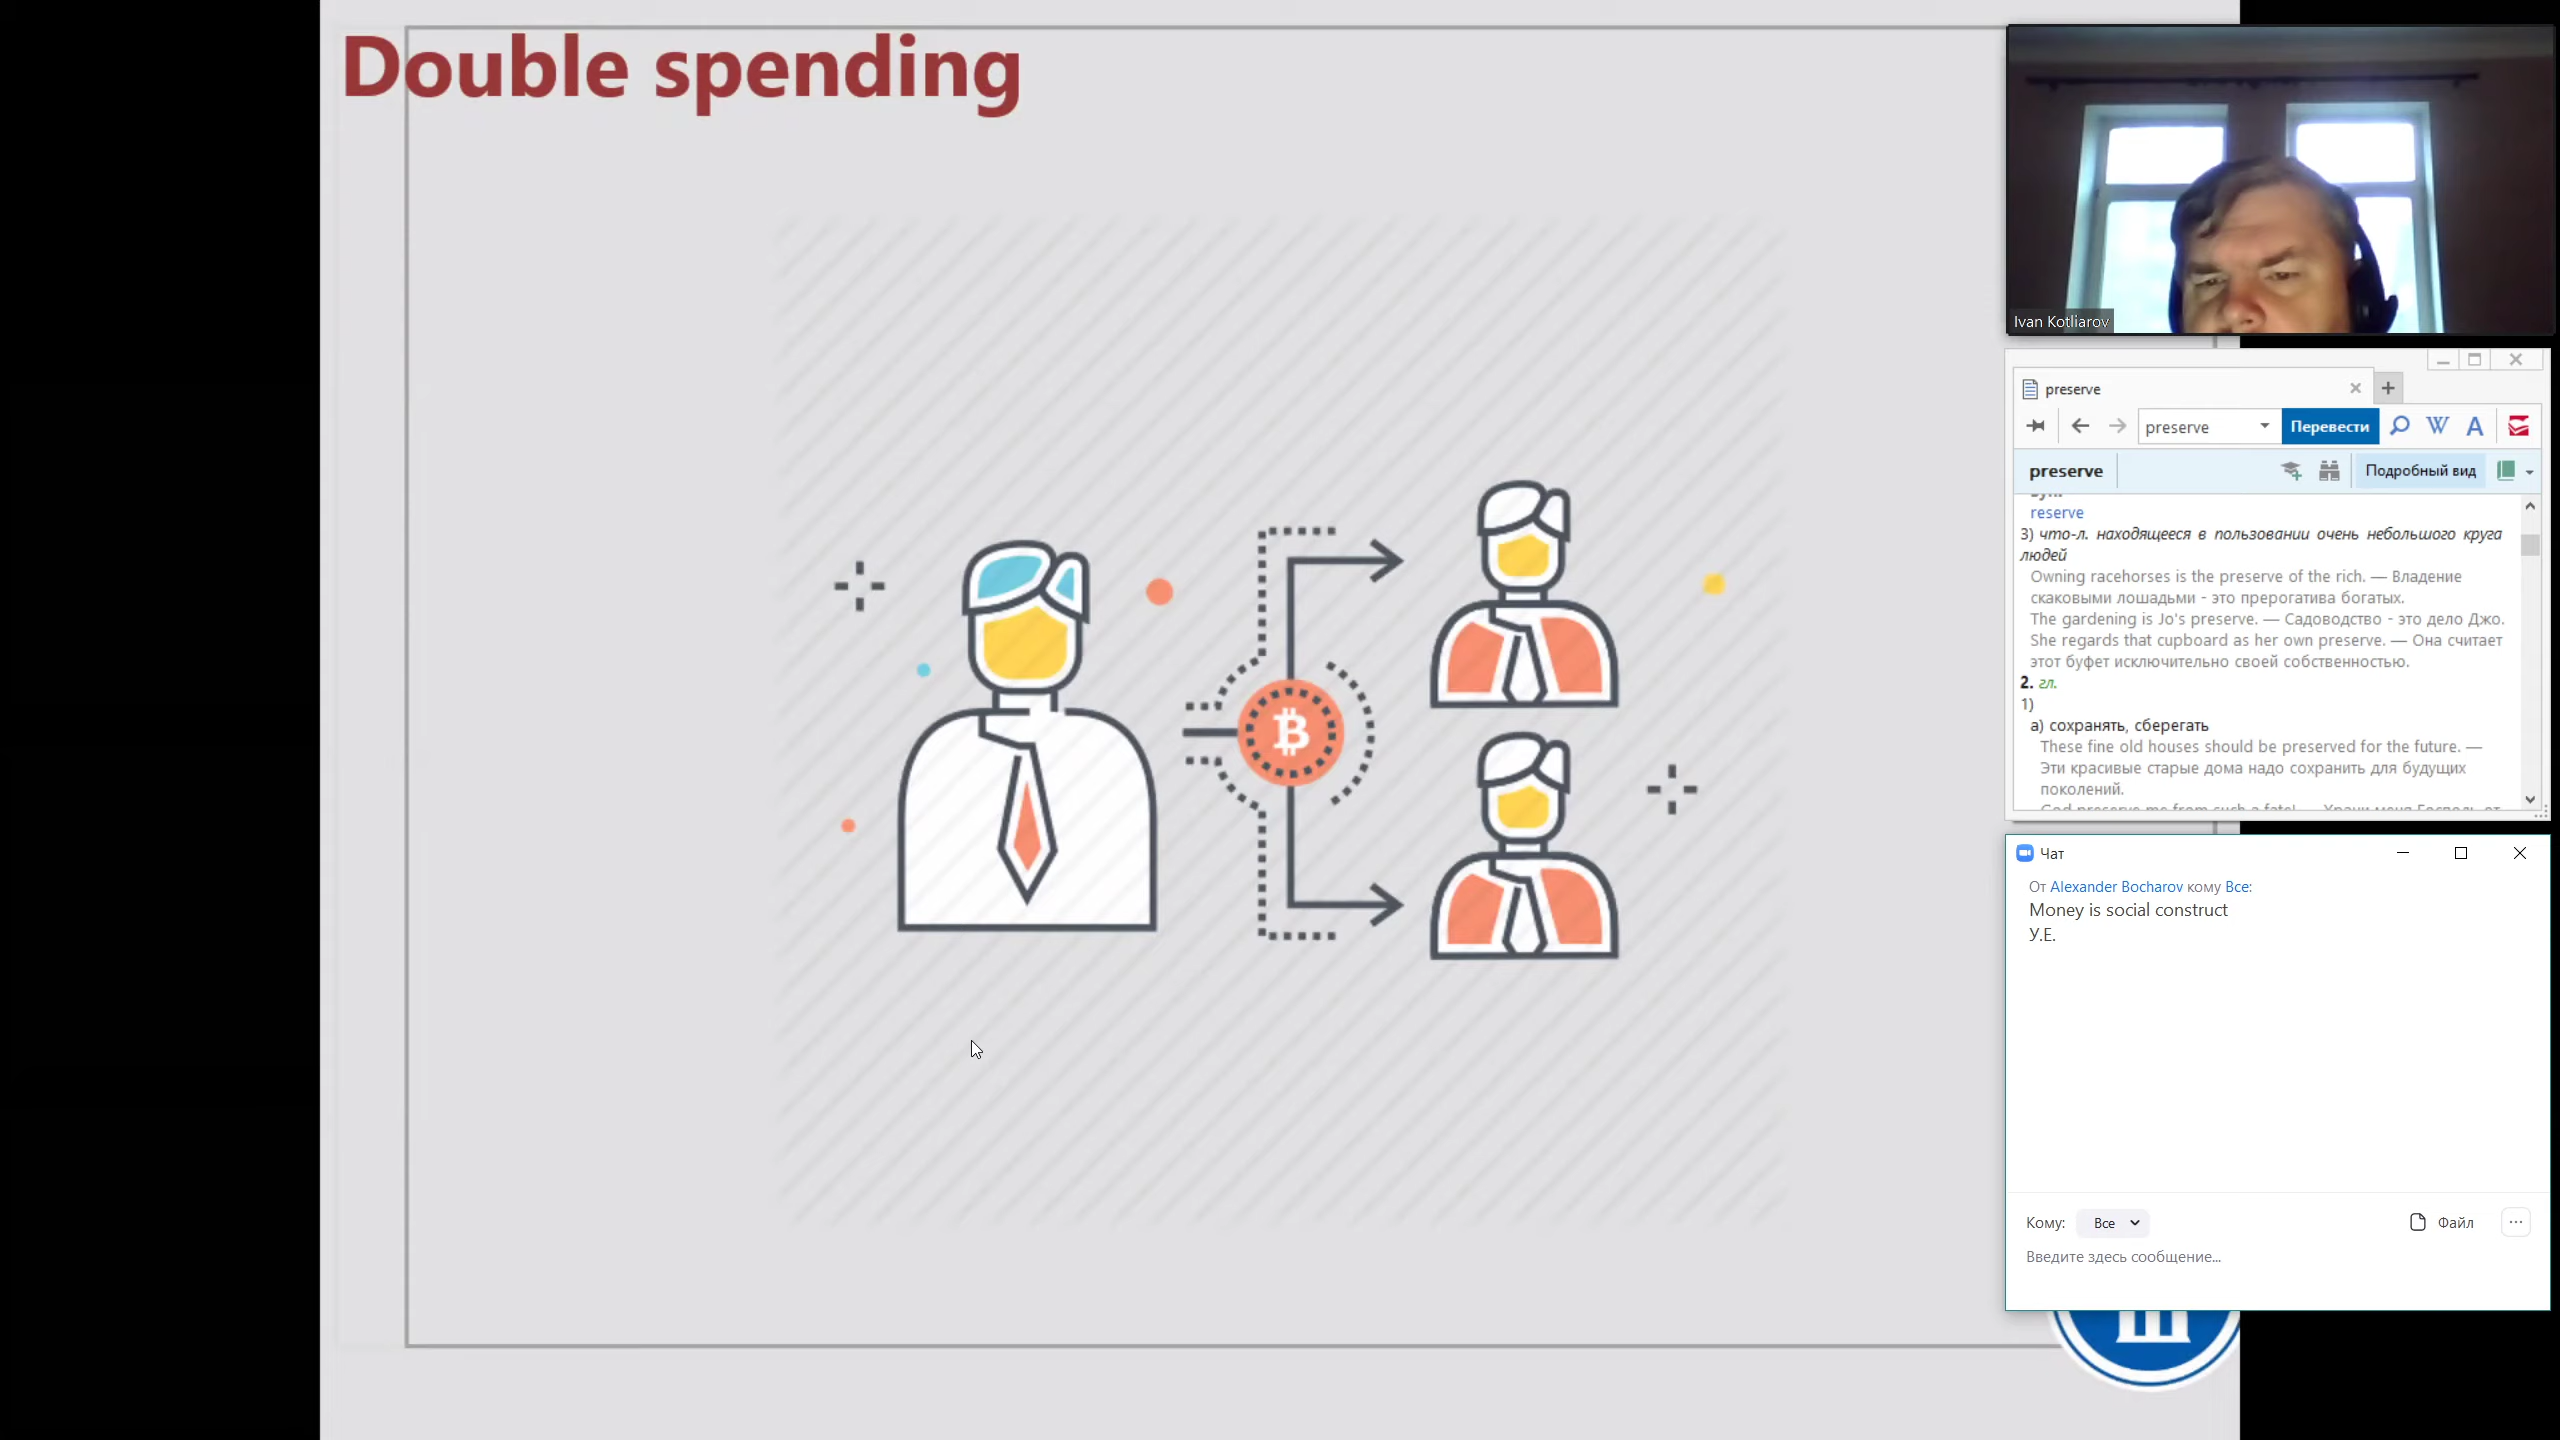 Double spending
Ivan Kotliarov
preserve
preserve
Перевести
preserve
Подробный вид
reserve
3) что-л. находящееся в пользовании очень небольшого круга
людей
Owning racehorses is the preserve of the rich. — Владение
скаковыми лошадьми - это прерогатива богатых.
The gardening is Jo's preserve. — Садоводство - это дело Джо.
She regards that cupboard as her own preserve. — Она считает
этот буфет исключительно своей собственностью.
2. гл.
1)
а) сохранять, сберегать
These fine old houses should be preserved for the future. —
Эти красивые старые дома надо сохранить для будущих
поколений.
Чат
От Alexander Bocharov кому Все:
Money is social construct
У.Е.
Кому: Все
Файл
Введите здесь сообщение...